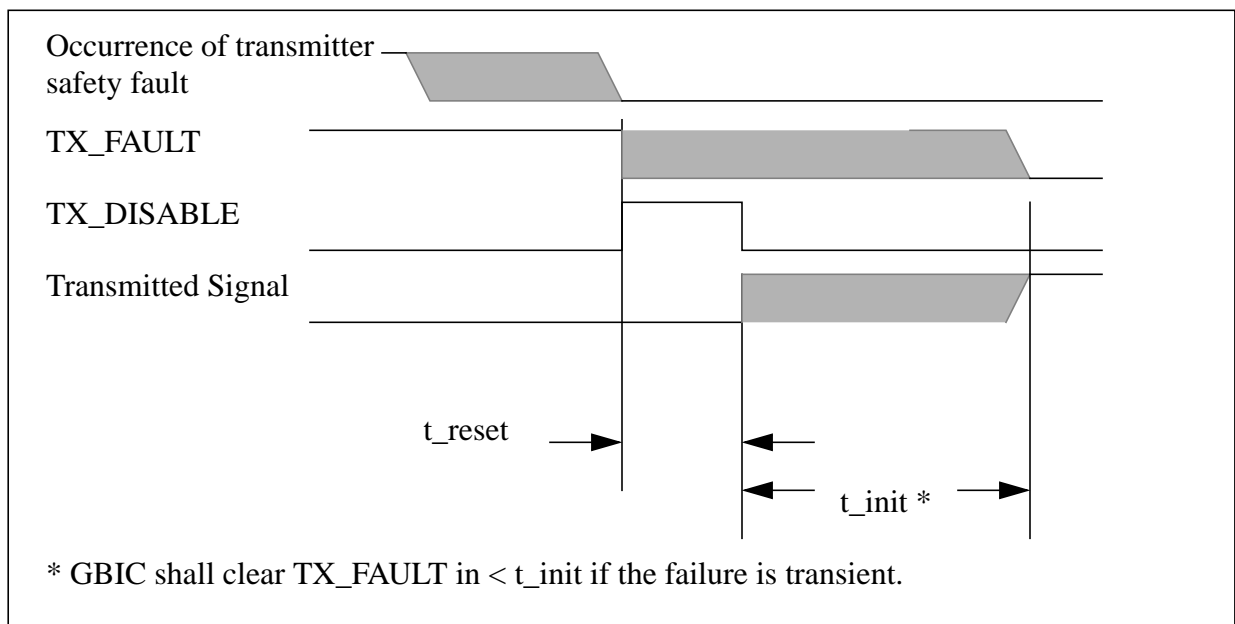 Occurrence of transmitter
safety fault
TX_FAULT
TX_DISABLE
Transmitted Signal
t_reset
t_init *
* GBIC shall clear TX_FAULT in < t_init if the failure is transient.